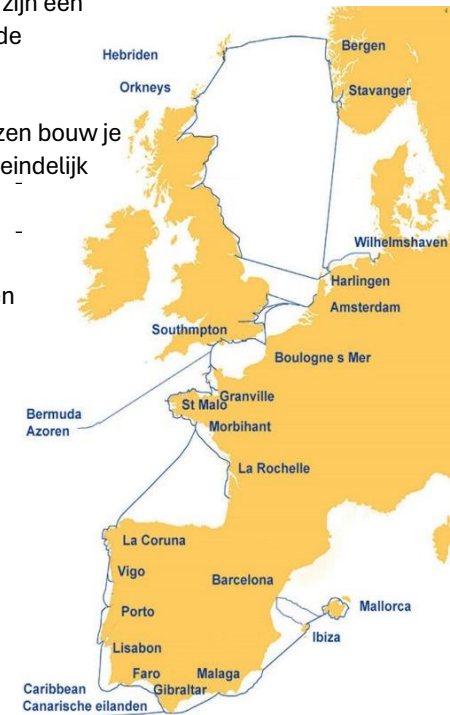 zijn een
de
zen bouw je
eindelijk
-
-
en
Hebriden
Orkneys
Bergen
Stavanger
Wilhelmshaven
Harlingen
Amsterdam
Southmpton
Boulogne s Mer
Granville
St Malo
Morbihant
Bermuda
Azoren
La Rochelle
La Coruna
Vigo
Barcelona
Porto
Mallorca
Ibiza
Lisabon
Faro
Malaga
Gibraltar
Caribbean
Canarische eilanden